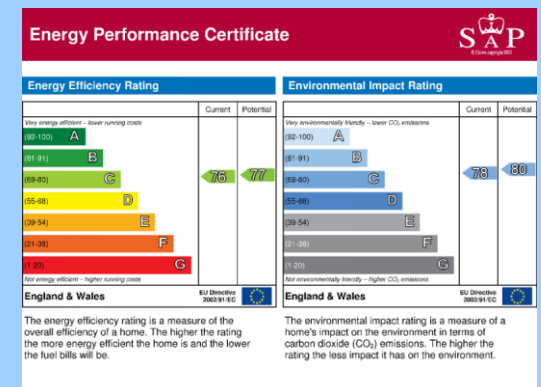 Energy Performance Certificate
SAP
© Crown copyright 2011
Energy Efficiency Rating
Current Potential
Very energy efficient – lower running costs
(92-100) A
(81-91) B
(69-80) C
(55-68) D
(39-54) E
(21-38) F
(1-20) G
76 77
Not energy efficient – higher running costs
England & Wales
EU Directive
2002/91/EC
The energy efficiency rating is a measure of the
overall efficiency of a home. The higher the rating
the more energy efficient the home is and the lower
the fuel bills will be.
Environmental Impact Rating
Current Potential
Very environmentally friendly – lower CO₂ emissions
(92-100) A
(81-91) B
(69-80) C
(55-68) D
(39-54) E
(21-38) F
(1-20) G
78 80
Not environmentally friendly – higher CO₂ emissions
England & Wales
EU Directive
2002/91/EC
The environmental impact rating is a measure of a
home's impact on the environment in terms of
carbon dioxide (CO₂) emissions. The higher the
rating the less impact it has on the environment.